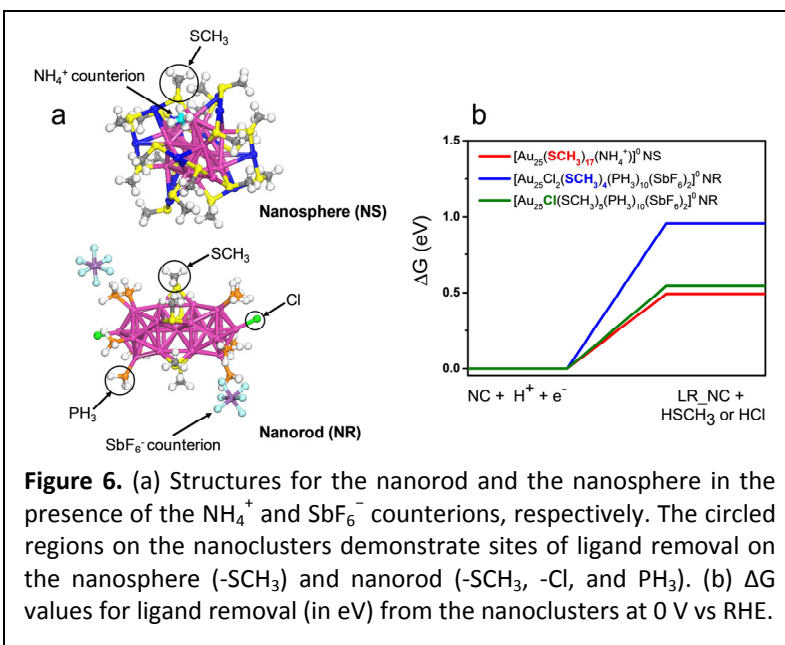 SCH3
NH4+ counterion
a
Nanosphere (NS)
SCH3
Cl
PH3
SbF6- counterion
Nanorod (NR)
b
1.5
1.0
0.5
0.0
ΔG (eV)
[Au25(SCH3)17(NH4+)]0 NS
[Au25Cl2(SCH3)4(PH3)10(SbF6)2]0 NR
[Au25Cl(SCH3)5(PH3)10(SbF6)2]0 NR
NC + H+ + e-
LR_NC +
HSCH3 or HCl
Figure 6. (a) Structures for the nanorod and the nanosphere in the
presence of the NH4+ and SbF6− counterions, respectively. The circled
regions on the nanoclusters demonstrate sites of ligand removal on
the nanosphere (-SCH3) and nanorod (-SCH3, -Cl, and PH3). (b) ΔG
values for ligand removal (in eV) from the nanoclusters at 0 V vs RHE.